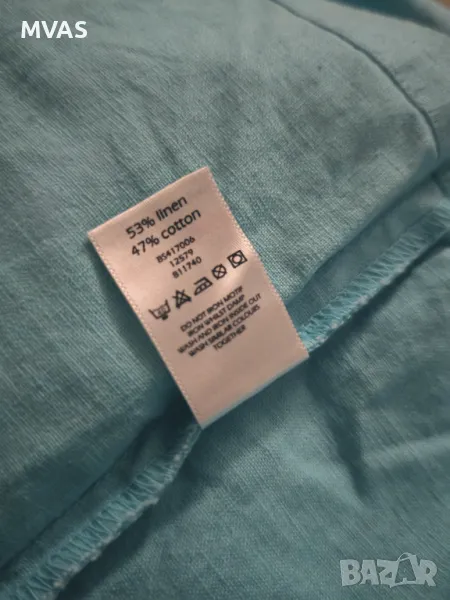 MVAS
53% linen
47% cotton
BS417006
12579
811740
DO NOT IRON MOTIF
IRON WHILST DAMP
WASH AND IRON INSIDE OUT
WASH SIMILAR COLOURS
TOGETHER
BAZAR